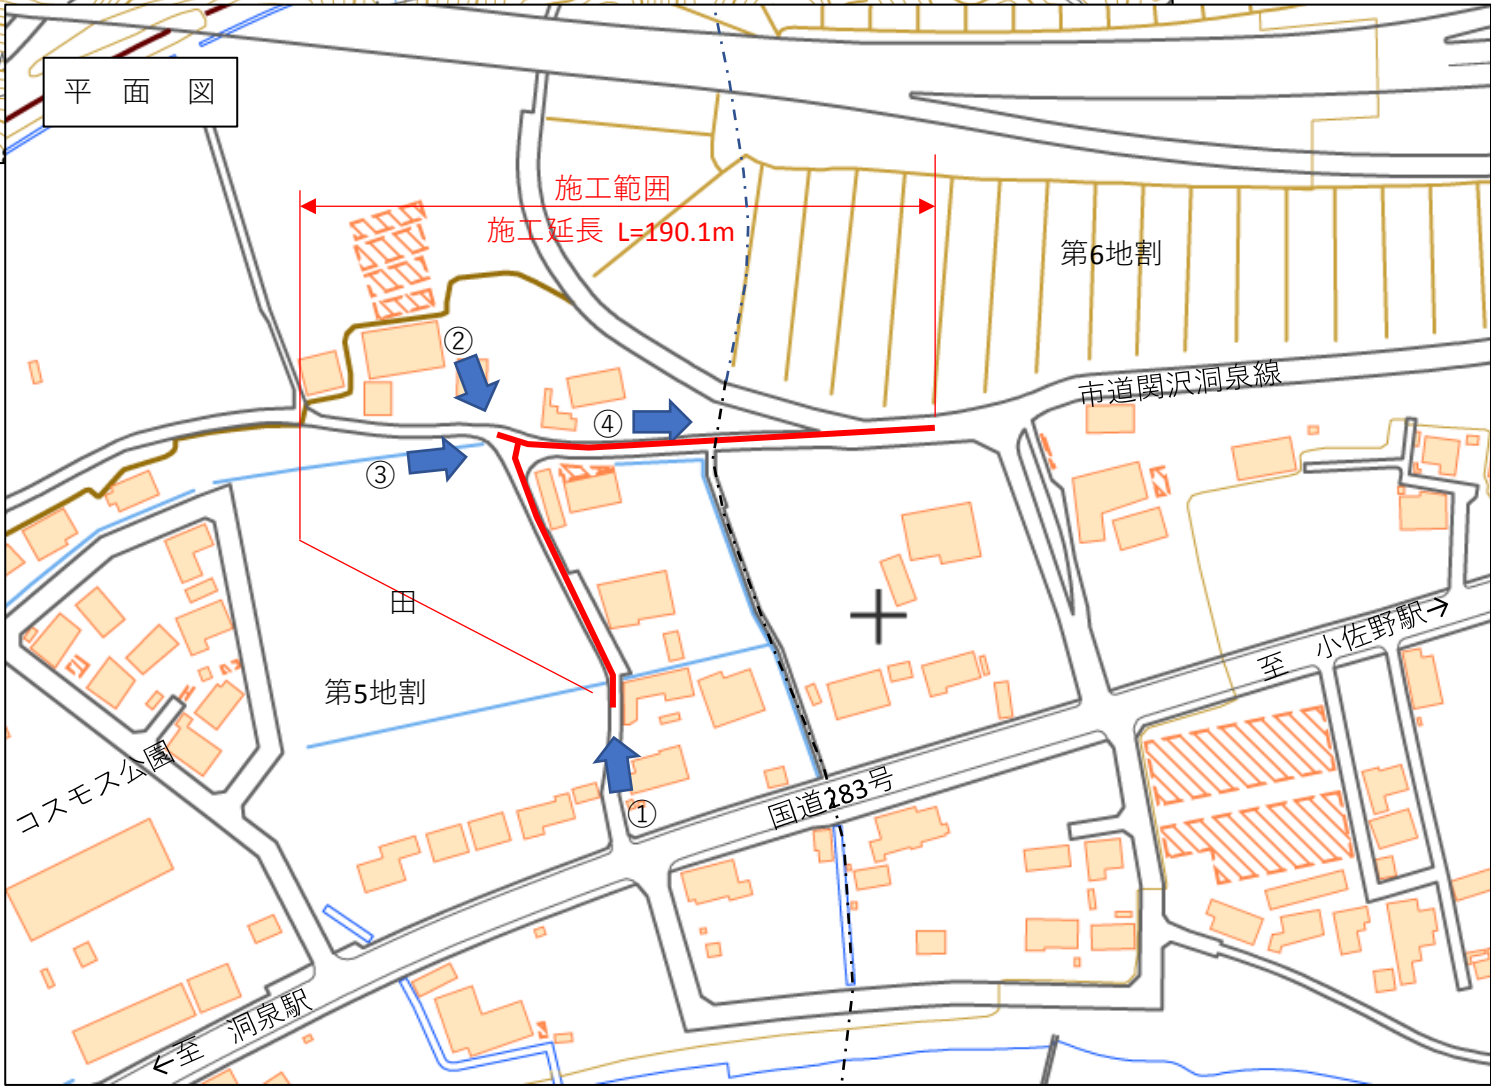 平 面 図
施工範囲
施工延長 L=190.1m
第6地割
②
市道関沢洞泉線
④
③
田
至 小佐野駅→
第5地割
コスモス公園
国道283号
①
←至 洞泉駅